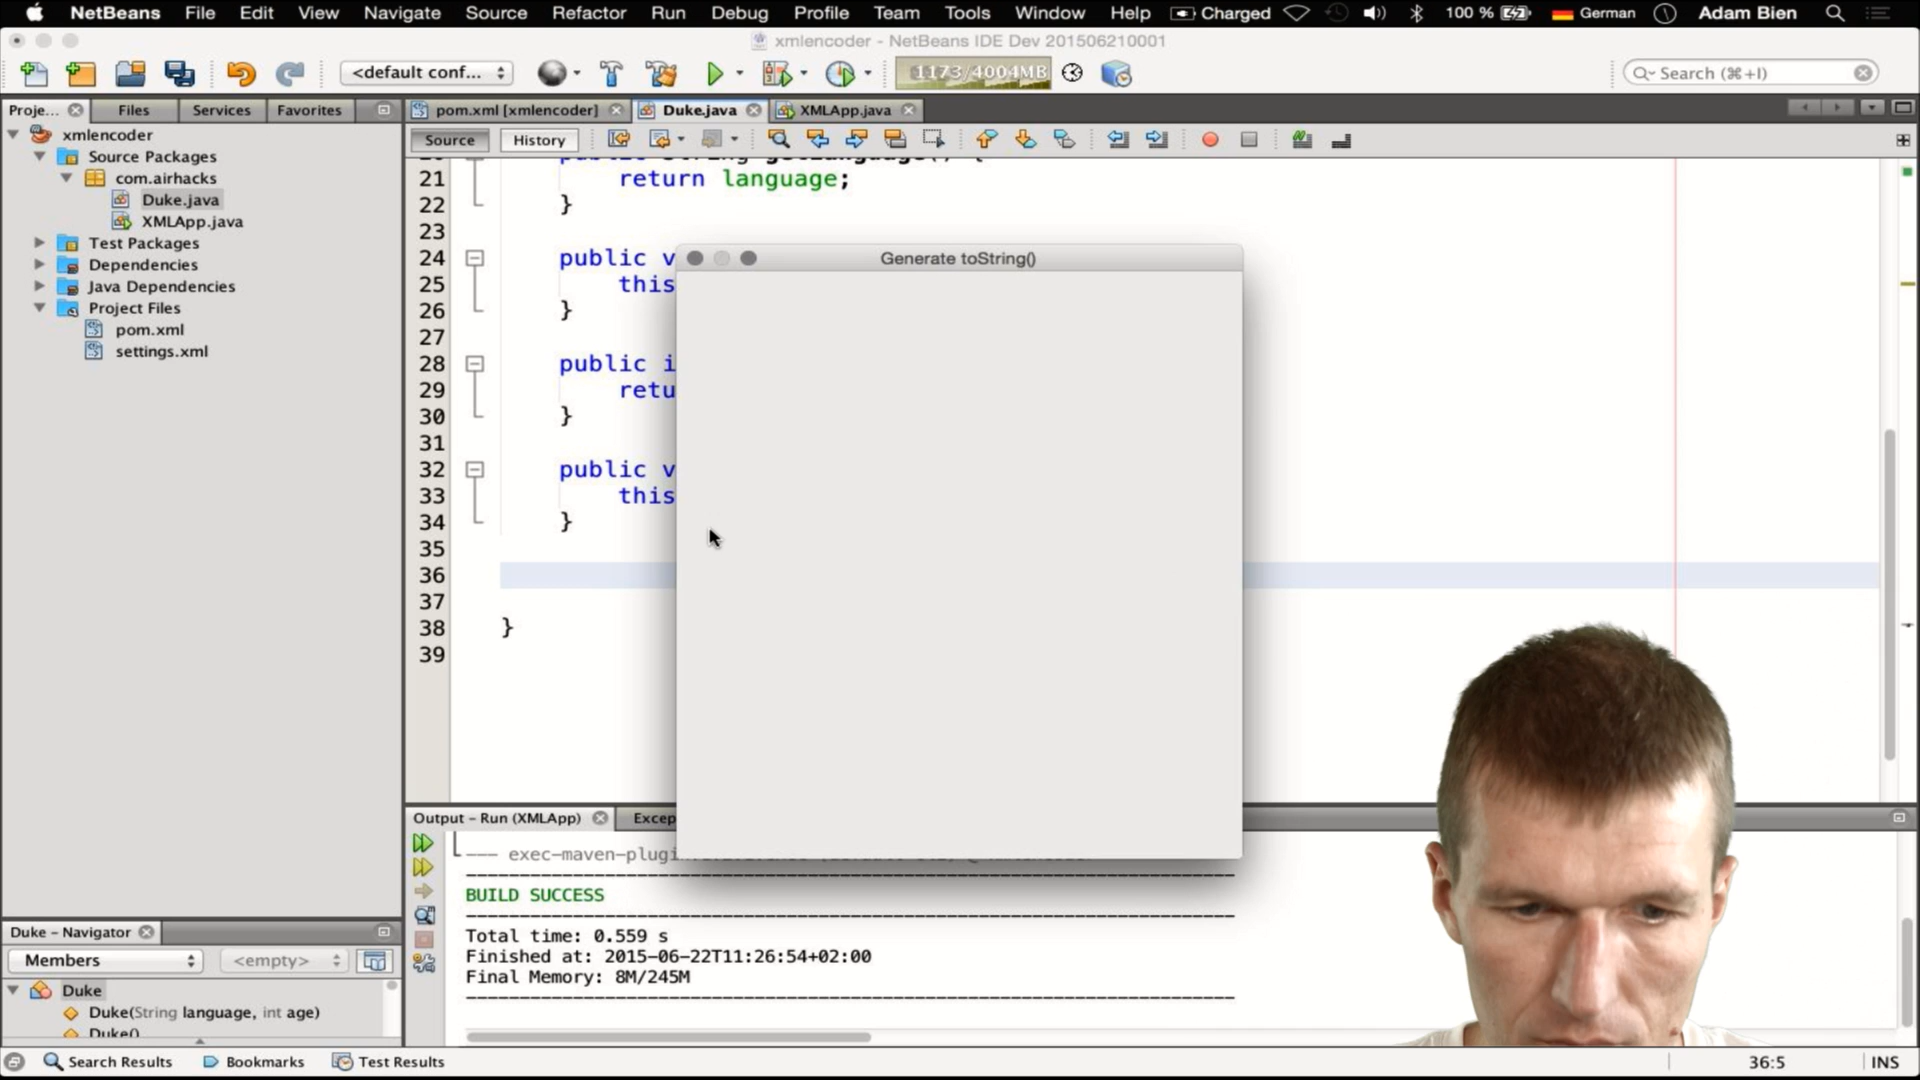 NetBeans File Edit View Navigate Source Refactor Run Debug Profile Team Tools Window Help Charged 100 % German Adam Bien
xmlencoder - NetBeans IDE Dev 201506210001
<default conf... 1173/4004MB Search (⌘+I)
Proje... Files Services Favorites pom.xml [xmlencoder] Duke.java XMLApp.java
Source History
xmlencoder
Source Packages
com.airhacks
Duke.java
XMLApp.java
Test Packages
Dependencies
Java Dependencies
Project Files
pom.xml
settings.xml
20 public String getLanguage() {
21 return language;
22 }
23
24 public v
25 this
26 }
27
28 public i
29 retu
30 }
31
32 public v
33 this
34 }
35
36
37
38 }
39
Generate toString()
Output - Run (XMLApp) Excep
--- exec-maven-plugin
BUILD SUCCESS
Total time: 0.559 s
Finished at: 2015-06-22T11:26:54+02:00
Final Memory: 8M/245M
Duke - Navigator
Members <empty>
Duke
Duke(String language, int age)
Duke()
Search Results Bookmarks Test Results 36:5 INS